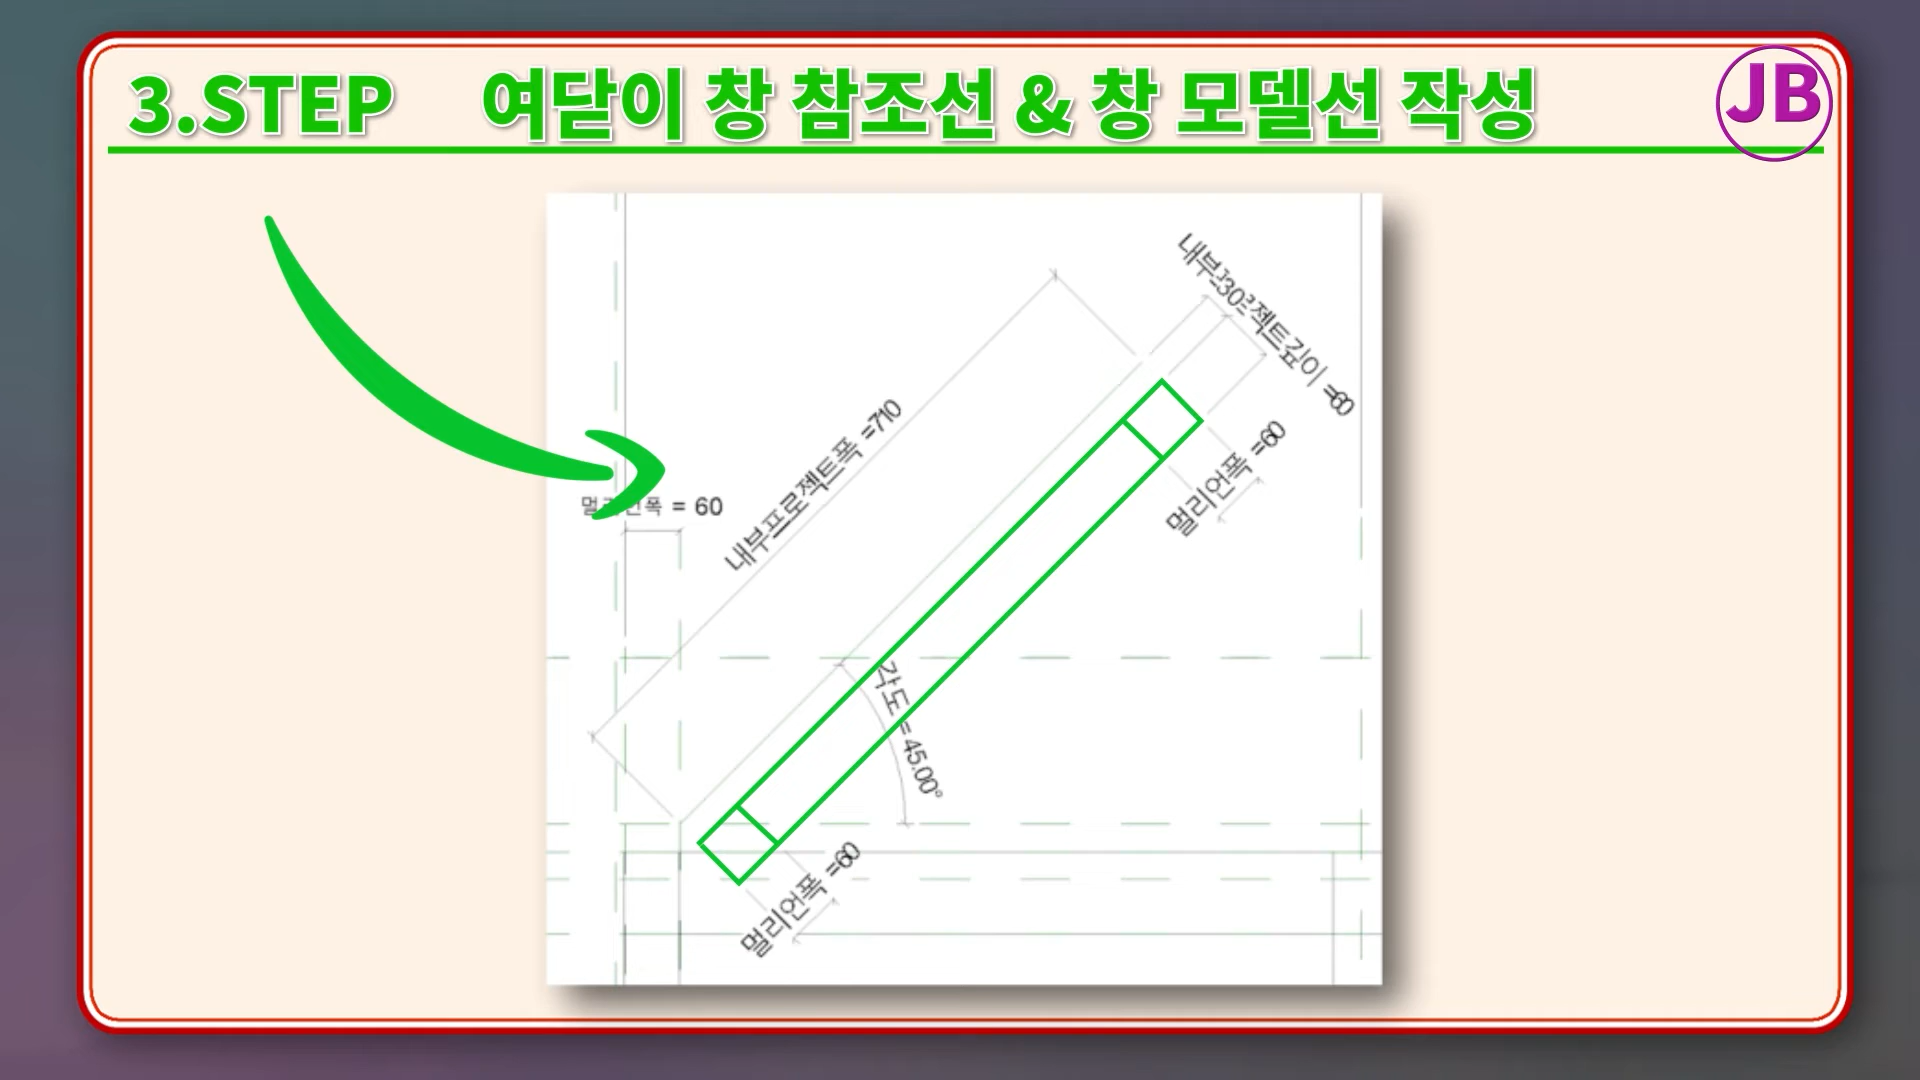 3.STEP 여닫이 창 참조선 & 창 모델선 작성
JB
30
=60
내부프로젝트폭 =710
멀리언폭 =60
멀리언폭 = 60
각도 = 45.00°
멀리언폭 =60